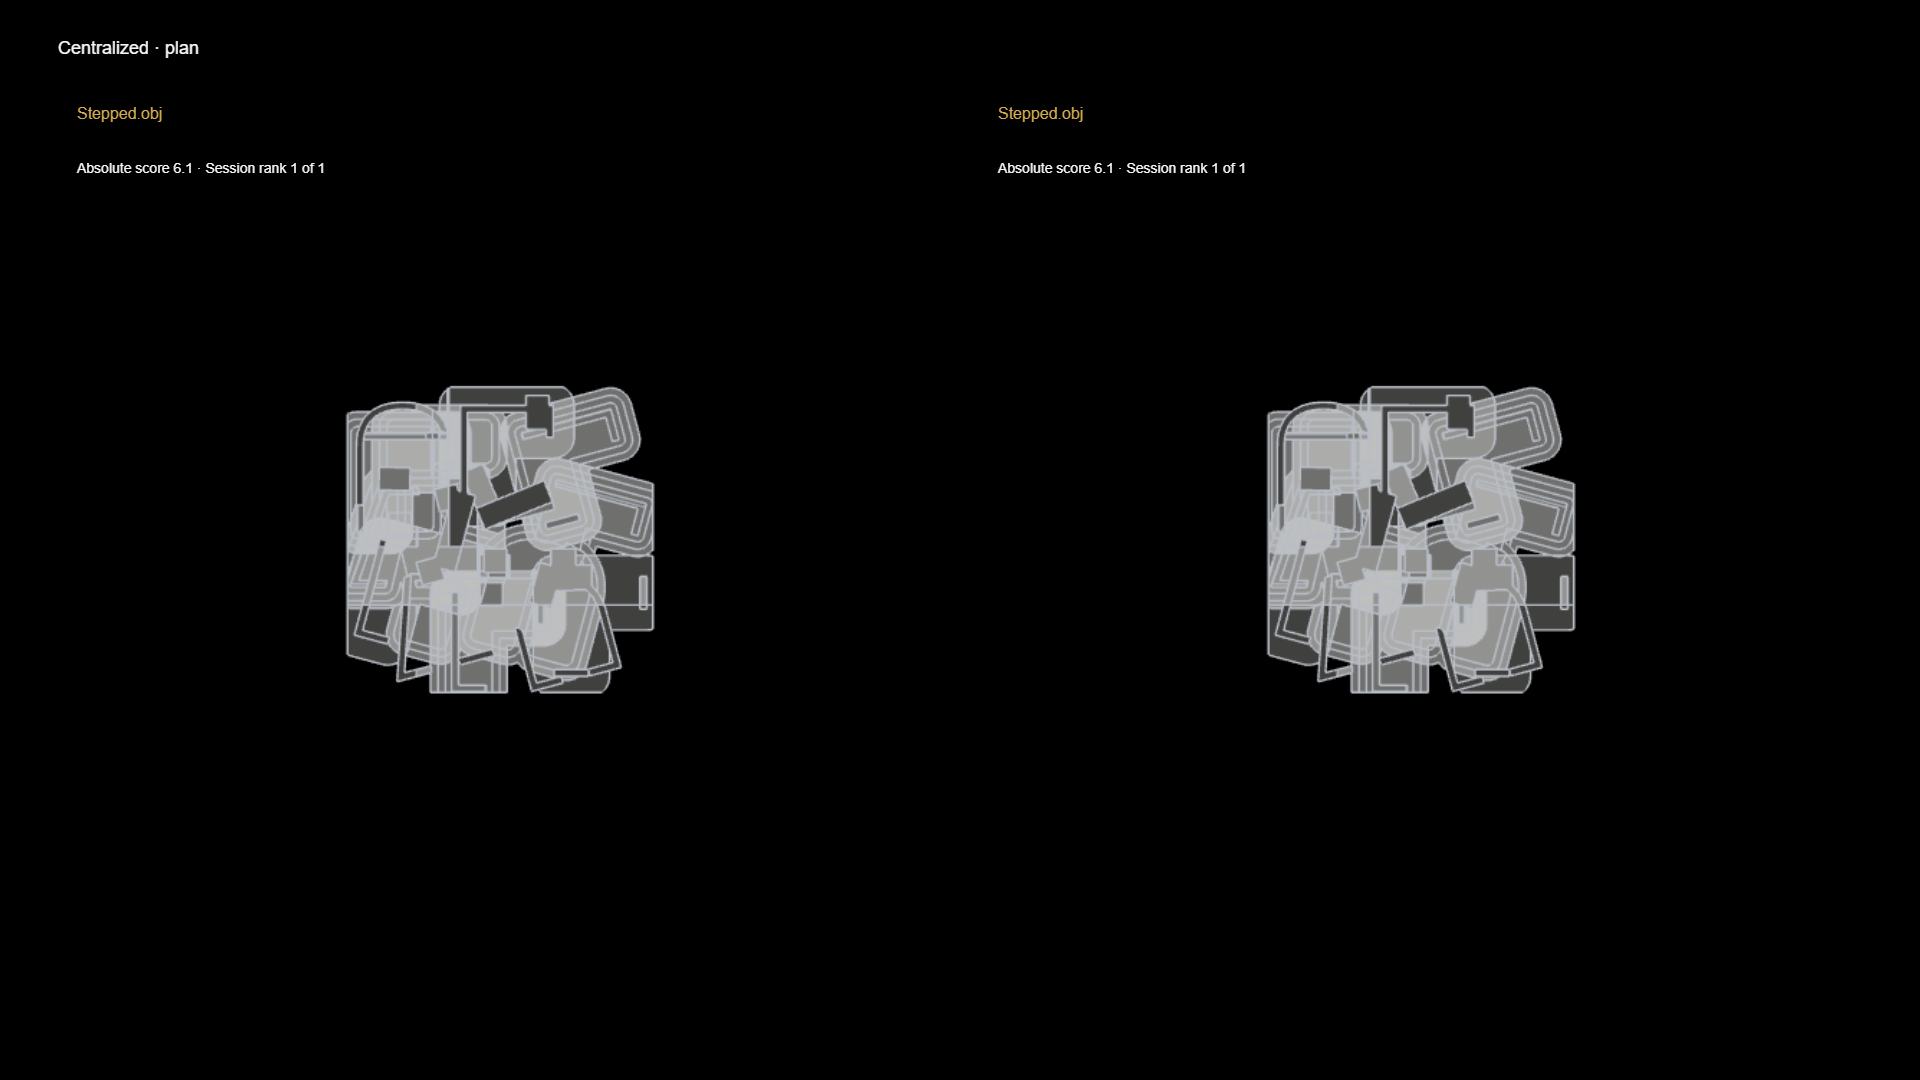 Centralized · plan
Stepped.obj
Absolute score 6.1 · Session rank 1 of 1
Stepped.obj
Absolute score 6.1 · Session rank 1 of 1